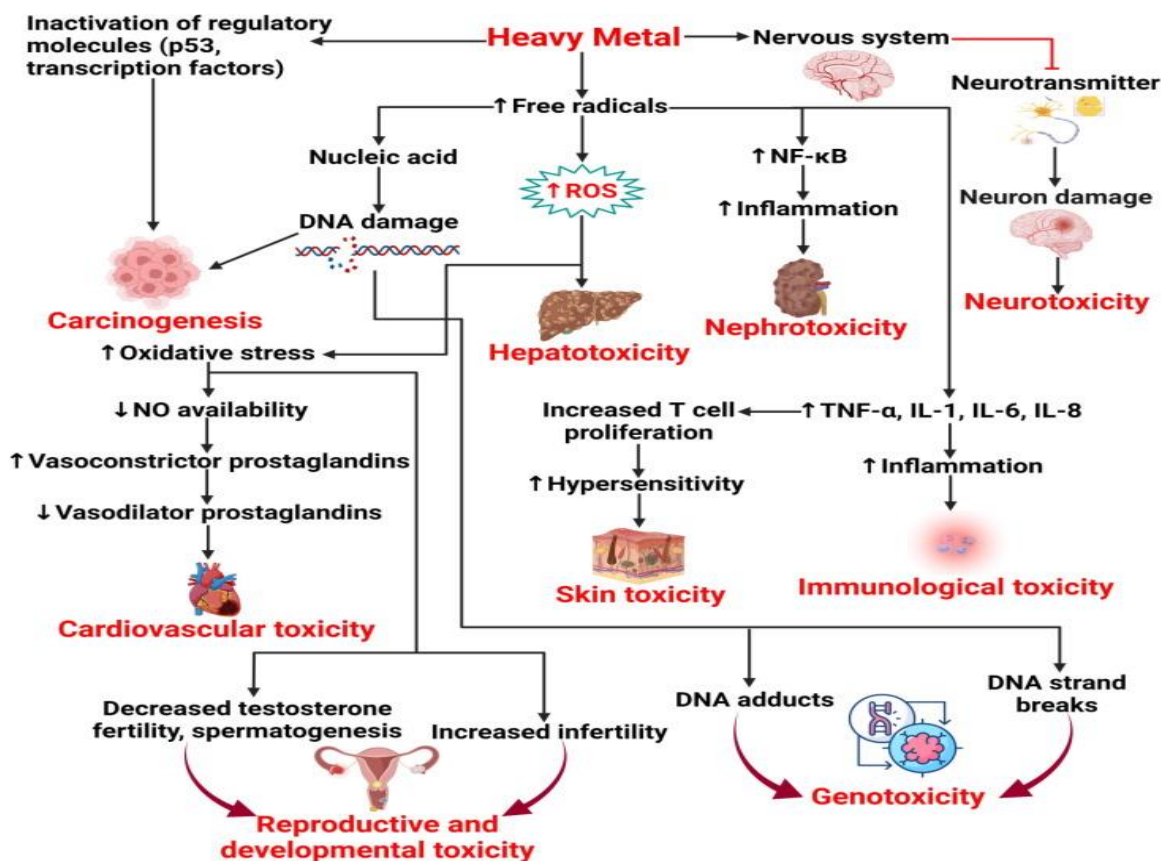 Inactivation of regulatory
molecules (p53,
transcription factors)
Heavy Metal
Nervous system
Neurotransmitter
↑Free radicals
Nucleic acid
↑NF-κB
↑ROS
Neuron damage
DNA damage
↑Inflammation
Carcinogenesis
Neurotoxicity
Nephrotoxicity
Hepatotoxicity
↑Oxidative stress
↓NO availability
Increased T cell
proliferation
↑TNF-α, IL-1, IL-6, IL-8
↑Vasoconstrictor prostaglandins
↑Inflammation
↑Hypersensitivity
↓Vasodilator prostaglandins
Immunological toxicity
Skin toxicity
Cardiovascular toxicity
Decreased testosterone
fertility, spermatogenesis
Increased infertility
DNA adducts
DNA strand
breaks
Genotoxicity
Reproductive and
developmental toxicity